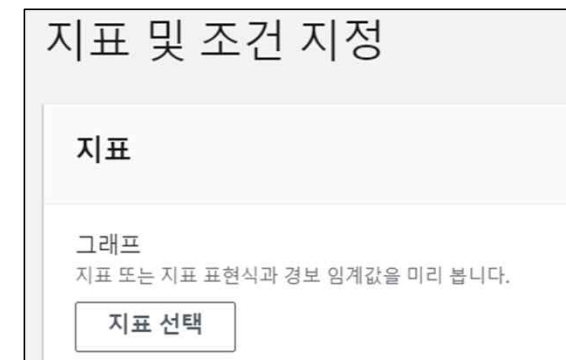 지표 및 조건 지정
지표
그래프
지표 또는 지표 표현식과 경보 임계값을 미리 봅니다.
지표 선택